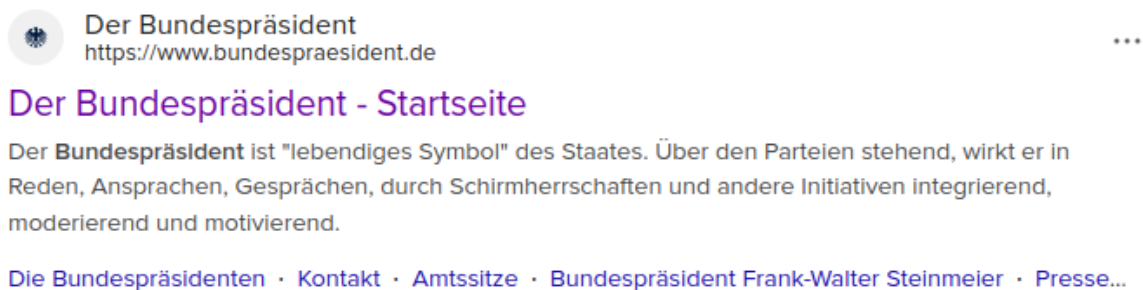 Der Bundespräsident
https://www.bundespraesident.de
Der Bundespräsident - Startseite
Der Bundespräsident ist "lebendiges Symbol" des Staates. Über den Parteien stehend, wirkt er in
Reden, Ansprachen, Gesprächen, durch Schirmherrschaften und andere Initiativen integrierend,
moderierend und motivierend.
Die Bundespräsidenten · Kontakt · Amtssitze · Bundespräsident Frank-Walter Steinmeier · Presse...